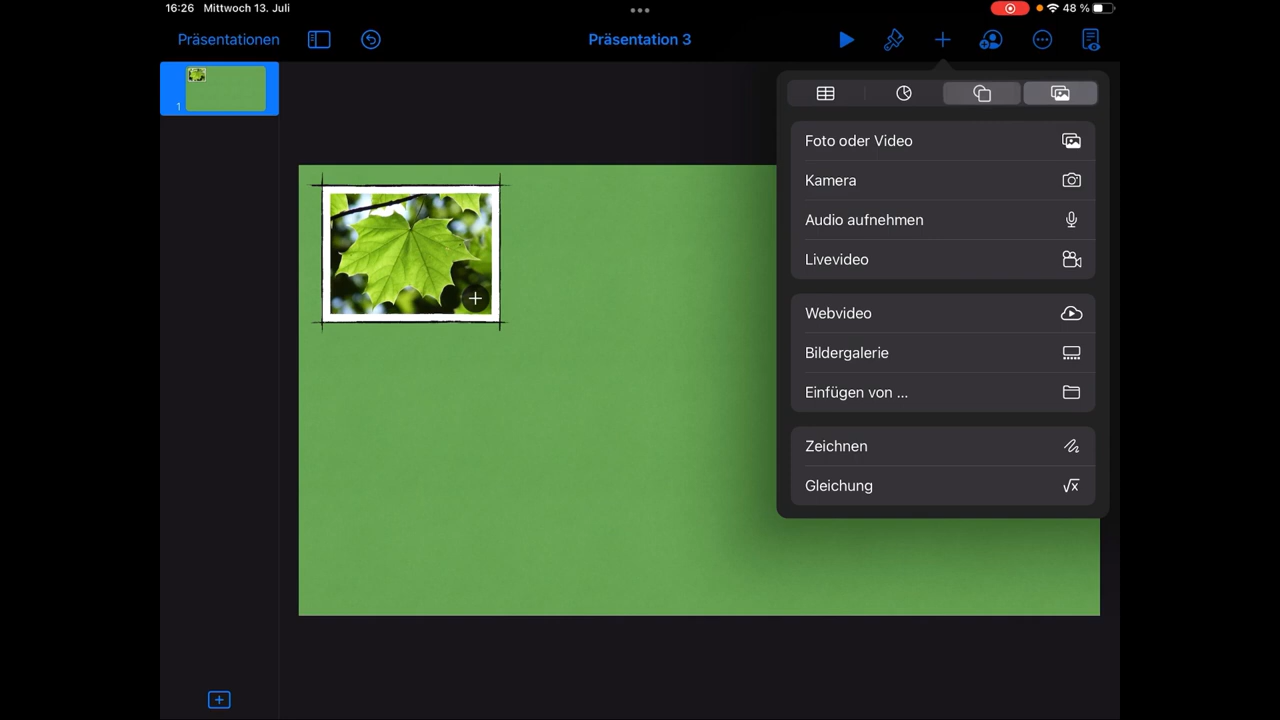 16:26 Mittwoch 13. Juli
48 %
Präsentationen
Präsentation 3
1
Foto oder Video
Kamera
Audio aufnehmen
Livevideo
Webvideo
Bildergalerie
Einfügen von ...
Zeichnen
Gleichung